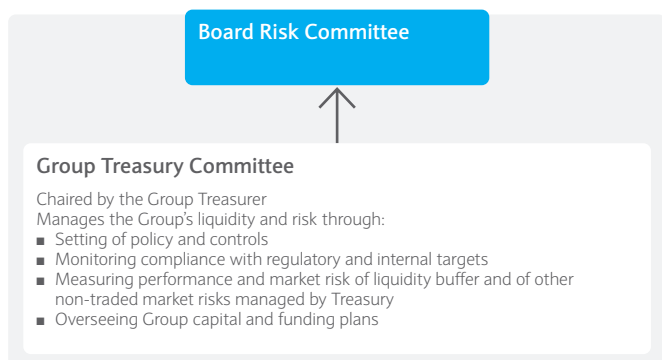 Board Risk Committee
Group Treasury Committee
Chaired by the Group Treasurer
Manages the Group's liquidity and risk through:
■ Setting of policy and controls
■ Monitoring compliance with regulatory and internal targets
■ Measuring performance and market risk of liquidity buffer and of other
non-traded market risks managed by Treasury
■ Overseeing Group capital and funding plans